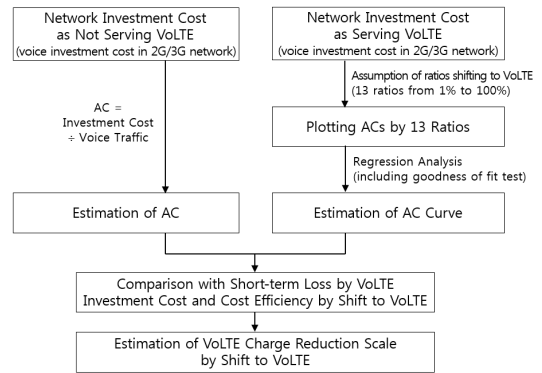 Network Investment Cost
as Not Serving VoLTE
(voice investment cost in 2G/3G network)
Network Investment Cost
as Serving VoLTE
(voice investment cost in 2G/3G network)
Assumption of ratios shifting to VoLTE
(13 ratios from 1% to 100%)
AC =
Investment Cost
÷ Voice Traffic
Plotting ACs by 13 Ratios
Regression Analysis
(including goodness of fit test)
Estimation of AC
Estimation of AC Curve
Comparison with Short-term Loss by VoLTE
Investment Cost and Cost Efficiency by Shift to VoLTE
Estimation of VoLTE Charge Reduction Scale
by Shift to VoLTE